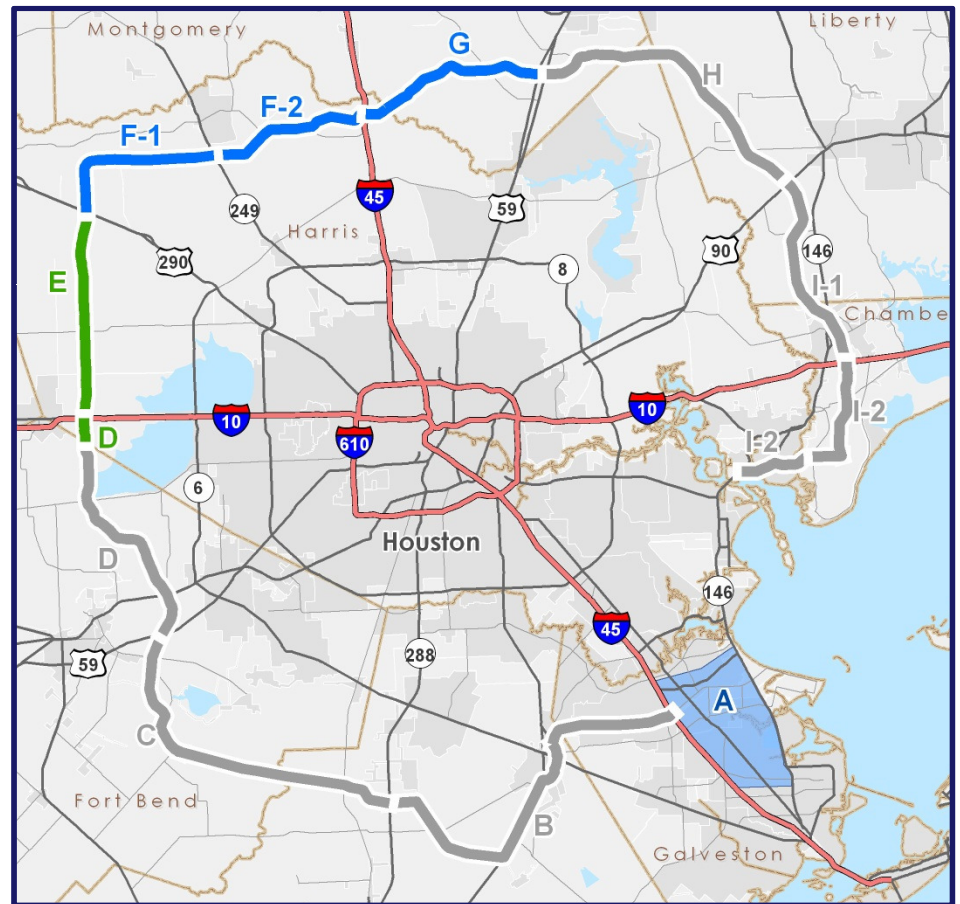 Montgomery
Liberty
G
H
F-2
F-1
45
59
249
Harris
290
8
90
146
E
I-1
Chambe
D
10
10
I-2
610
I-2
6
D
Houston
146
45
59
288
A
C
Fort Bend
B
Galveston